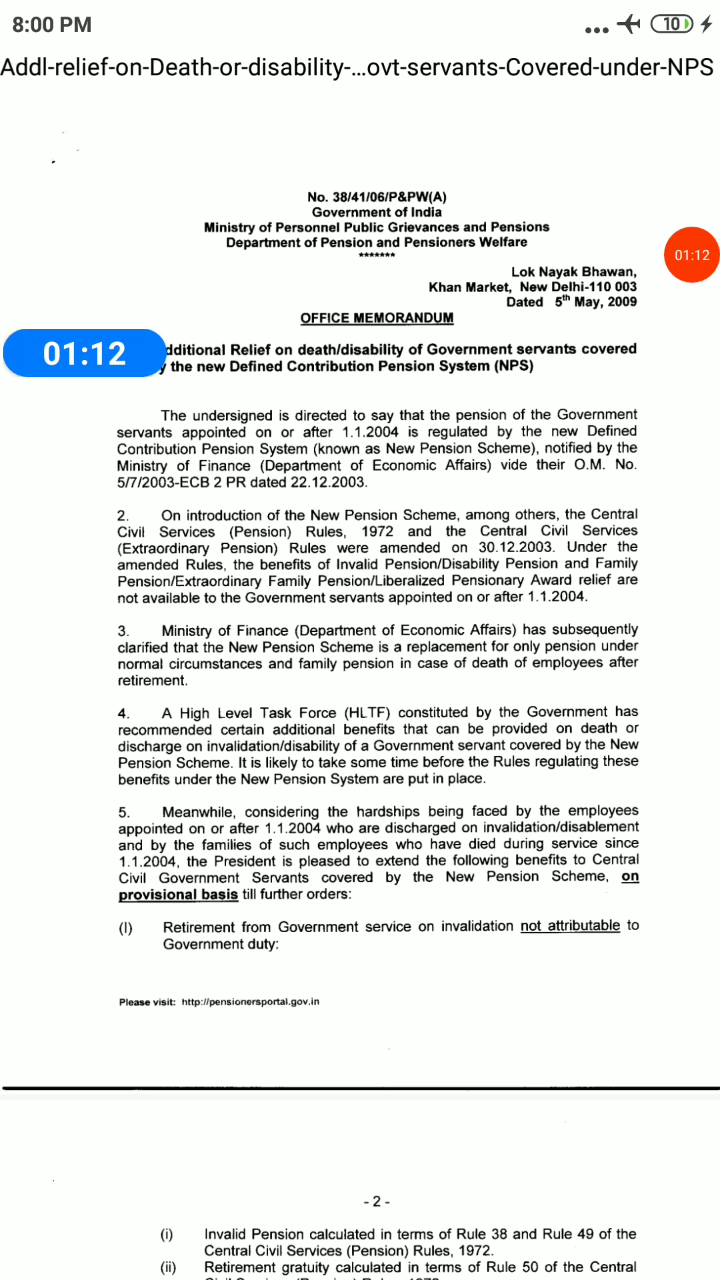 8:00 PM
... 10
Addl-relief-on-Death-or-disability-...ovt-servants-Covered-under-NPS
No. 38/41/06/P&PW(A)
Government of India
Ministry of Personnel Public Grievances and Pensions
Department of Pension and Pensioners Welfare
*******
01:12
Lok Nayak Bhawan,
Khan Market, New Delhi-110 003
Dated 5th May, 2009
OFFICE MEMORANDUM
01:12
dditional Relief on death/disability of Government servants covered
y the new Defined Contribution Pension System (NPS)
The undersigned is directed to say that the pension of the Government
servants appointed on or after 1.1.2004 is regulated by the new Defined
Contribution Pension System (known as New Pension Scheme), notified by the
Ministry of Finance (Department of Economic Affairs) vide their O.M. No.
5/7/2003-ECB 2 PR dated 22.12.2003.
2. On introduction of the New Pension Scheme, among others, the Central
Civil Services (Pension) Rules, 1972 and the Central Civil Services
(Extraordinary Pension) Rules were amended on 30.12.2003. Under the
amended Rules, the benefits of Invalid Pension/Disability Pension and Family
Pension/Extraordinary Family Pension/Liberalized Pensionary Award relief are
not available to the Government servants appointed on or after 1.1.2004.
3. Ministry of Finance (Department of Economic Affairs) has subsequently
clarified that the New Pension Scheme is a replacement for only pension under
normal circumstances and family pension in case of death of employees after
retirement.
4. A High Level Task Force (HLTF) constituted by the Government has
recommended certain additional benefits that can be provided on death or
discharge on invalidation/disability of a Government servant covered by the New
Pension Scheme. It is likely to take some time before the Rules regulating these
benefits under the New Pension System are put in place.
5. Meanwhile, considering the hardships being faced by the employees
appointed on or after 1.1.2004 who are discharged on invalidation/disablement
and by the families of such employees who have died during service since
1.1.2004, the President is pleased to extend the following benefits to Central
Civil Government Servants covered by the New Pension Scheme, on
provisional basis till further orders:
(I) Retirement from Government service on invalidation not attributable to
Government duty:
Please visit: http://pensionersportal.gov.in
- 2 -
(i) Invalid Pension calculated in terms of Rule 38 and Rule 49 of the
Central Civil Services (Pension) Rules, 1972.
(ii) Retirement gratuity calculated in terms of Rule 50 of the Central